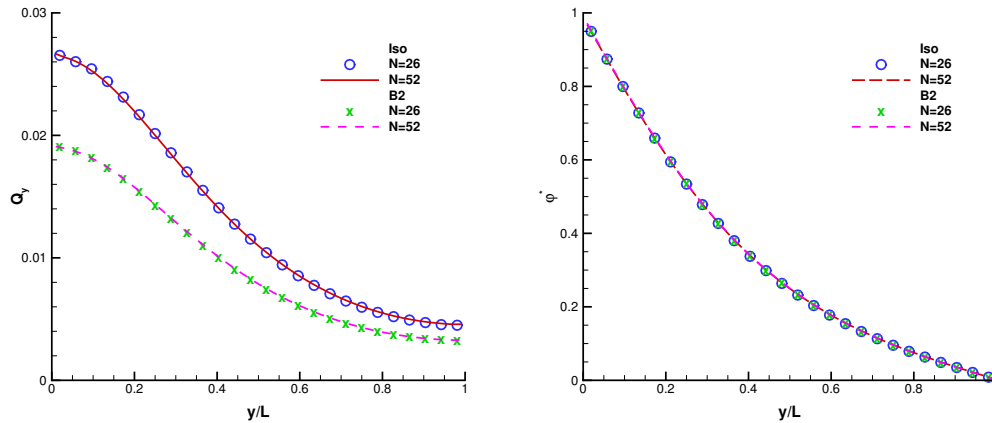 0.03
0.02
0.01
0
Q_y
Iso
N=26
N=52
B2
N=26
N=52
0 0.2 0.4 0.6 0.8 1
y/L
1
0.8
0.6
0.4
0.2
0
φ*
Iso
N=26
N=52
B2
N=26
N=52
0 0.2 0.4 0.6 0.8
y/L